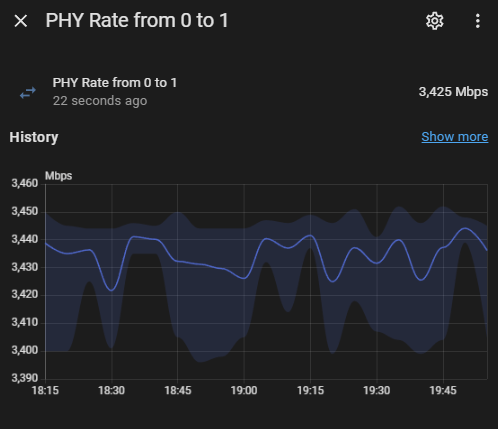 PHY Rate from 0 to 1
PHY Rate from 0 to 1
22 seconds ago
3,425 Mbps
History
Show more
Mbps
3,460
3,450
3,440
3,430
3,420
3,410
3,400
3,390
18:15 18:30 18:45 19:00 19:15 19:30 19:45